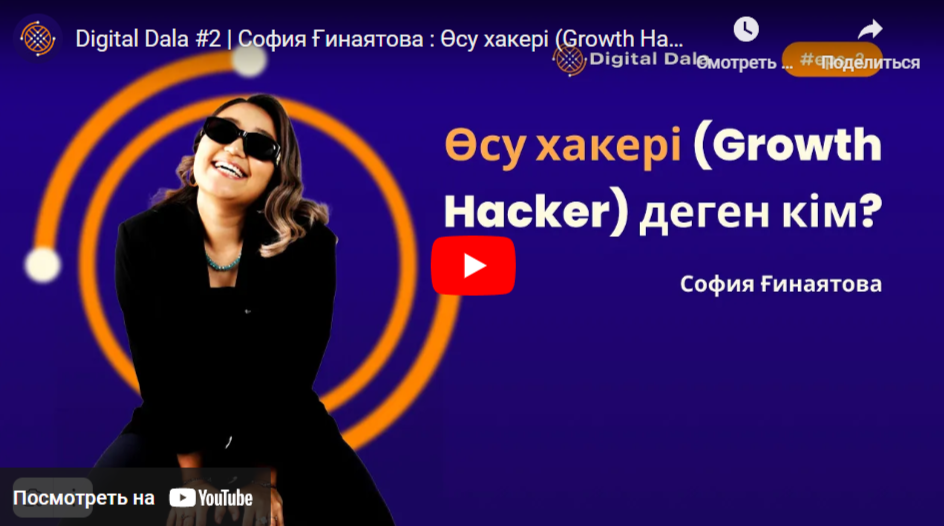 Digital Dala #2 | София Ғинаятова : Өсу хакері (Growth Ha...
Digital Dala
Смотреть ...
Поделиться
Өсу хакері (Growth
Hacker) деген кім?
София Ғинаятова
Посмотреть на YouTube